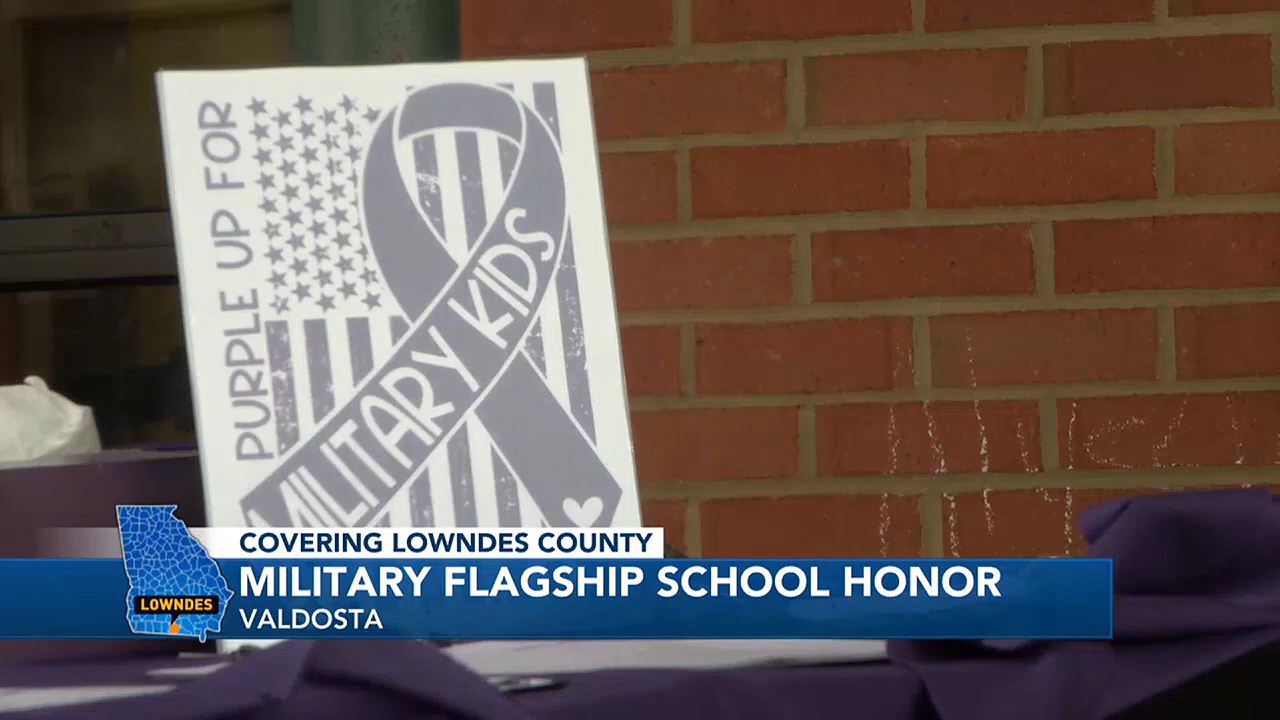 PURPLE UP FOR
MILITARY KIDS
COVERING LOWNDES COUNTY
MILITARY FLAGSHIP SCHOOL HONOR
LOWNDES
VALDOSTA